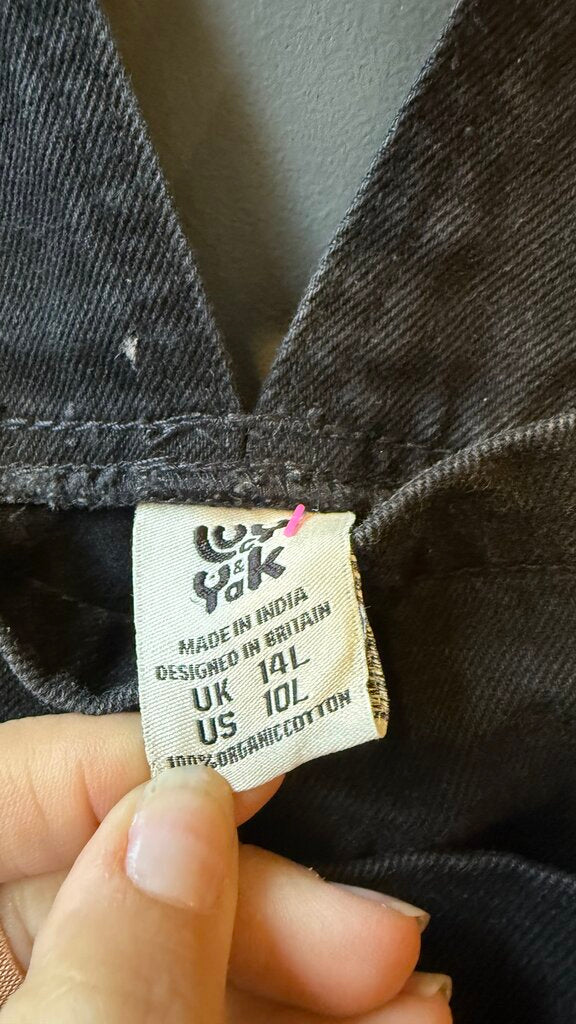 Lucy
& Yak
MADE IN INDIA
DESIGNED IN BRITAIN
UK 14L
US 10L
100%ORGANICCOTTON